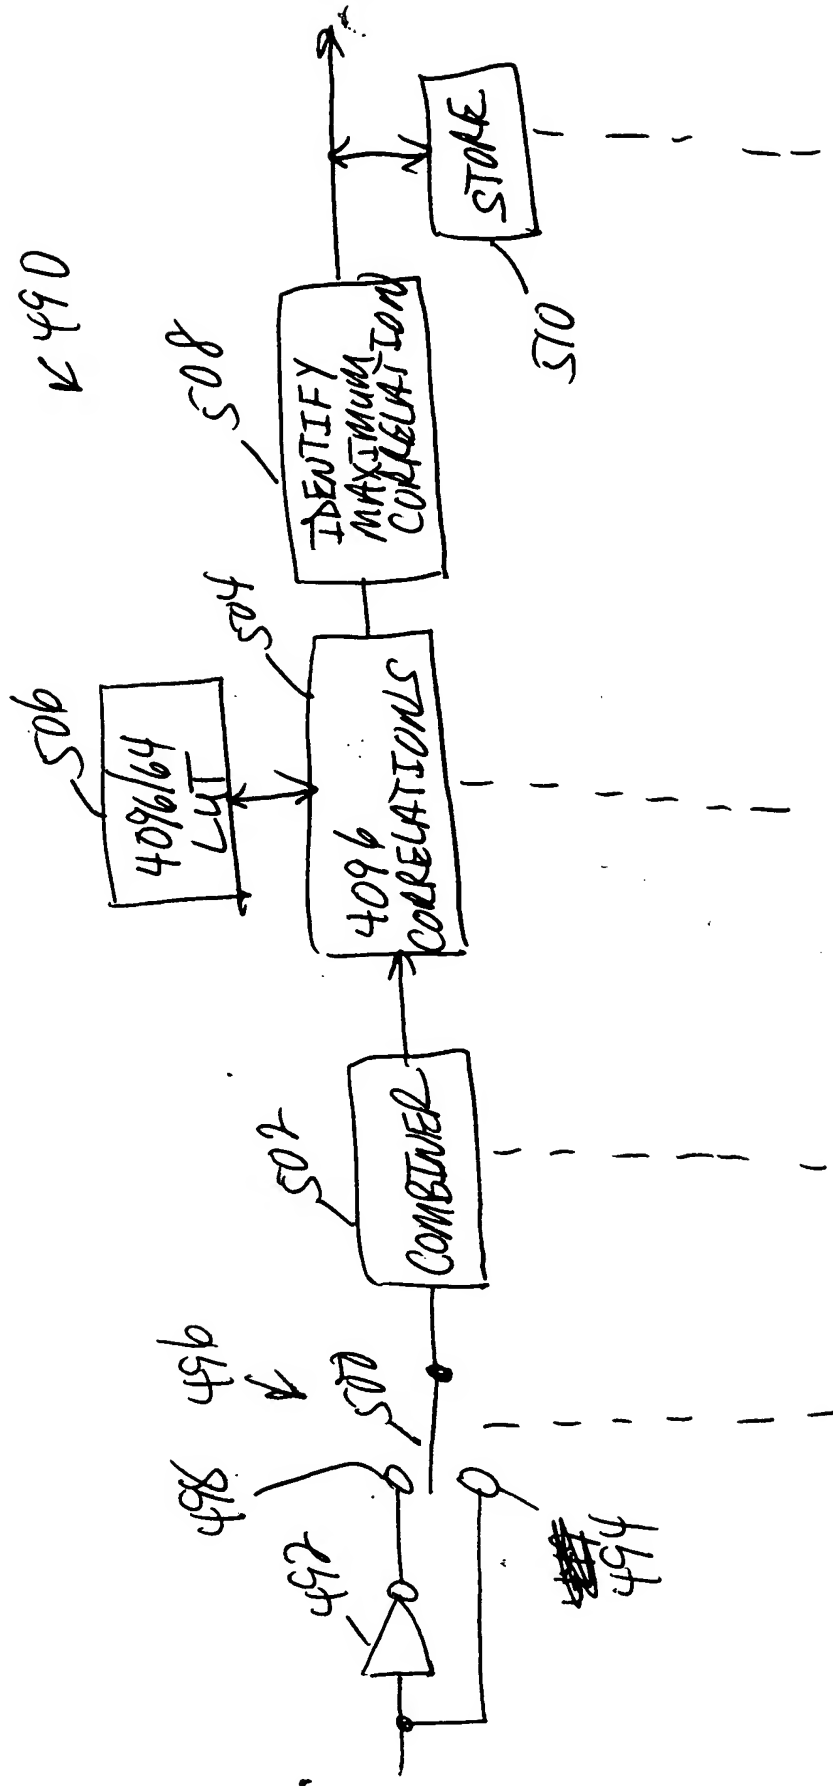 490
492
498
494
496
500
502
COMBINER
506
4096/64
LUT
504
4096
CORRELATIONS
508
IDENTIFY
MAXIMUM
CORRELATION
STORE
510